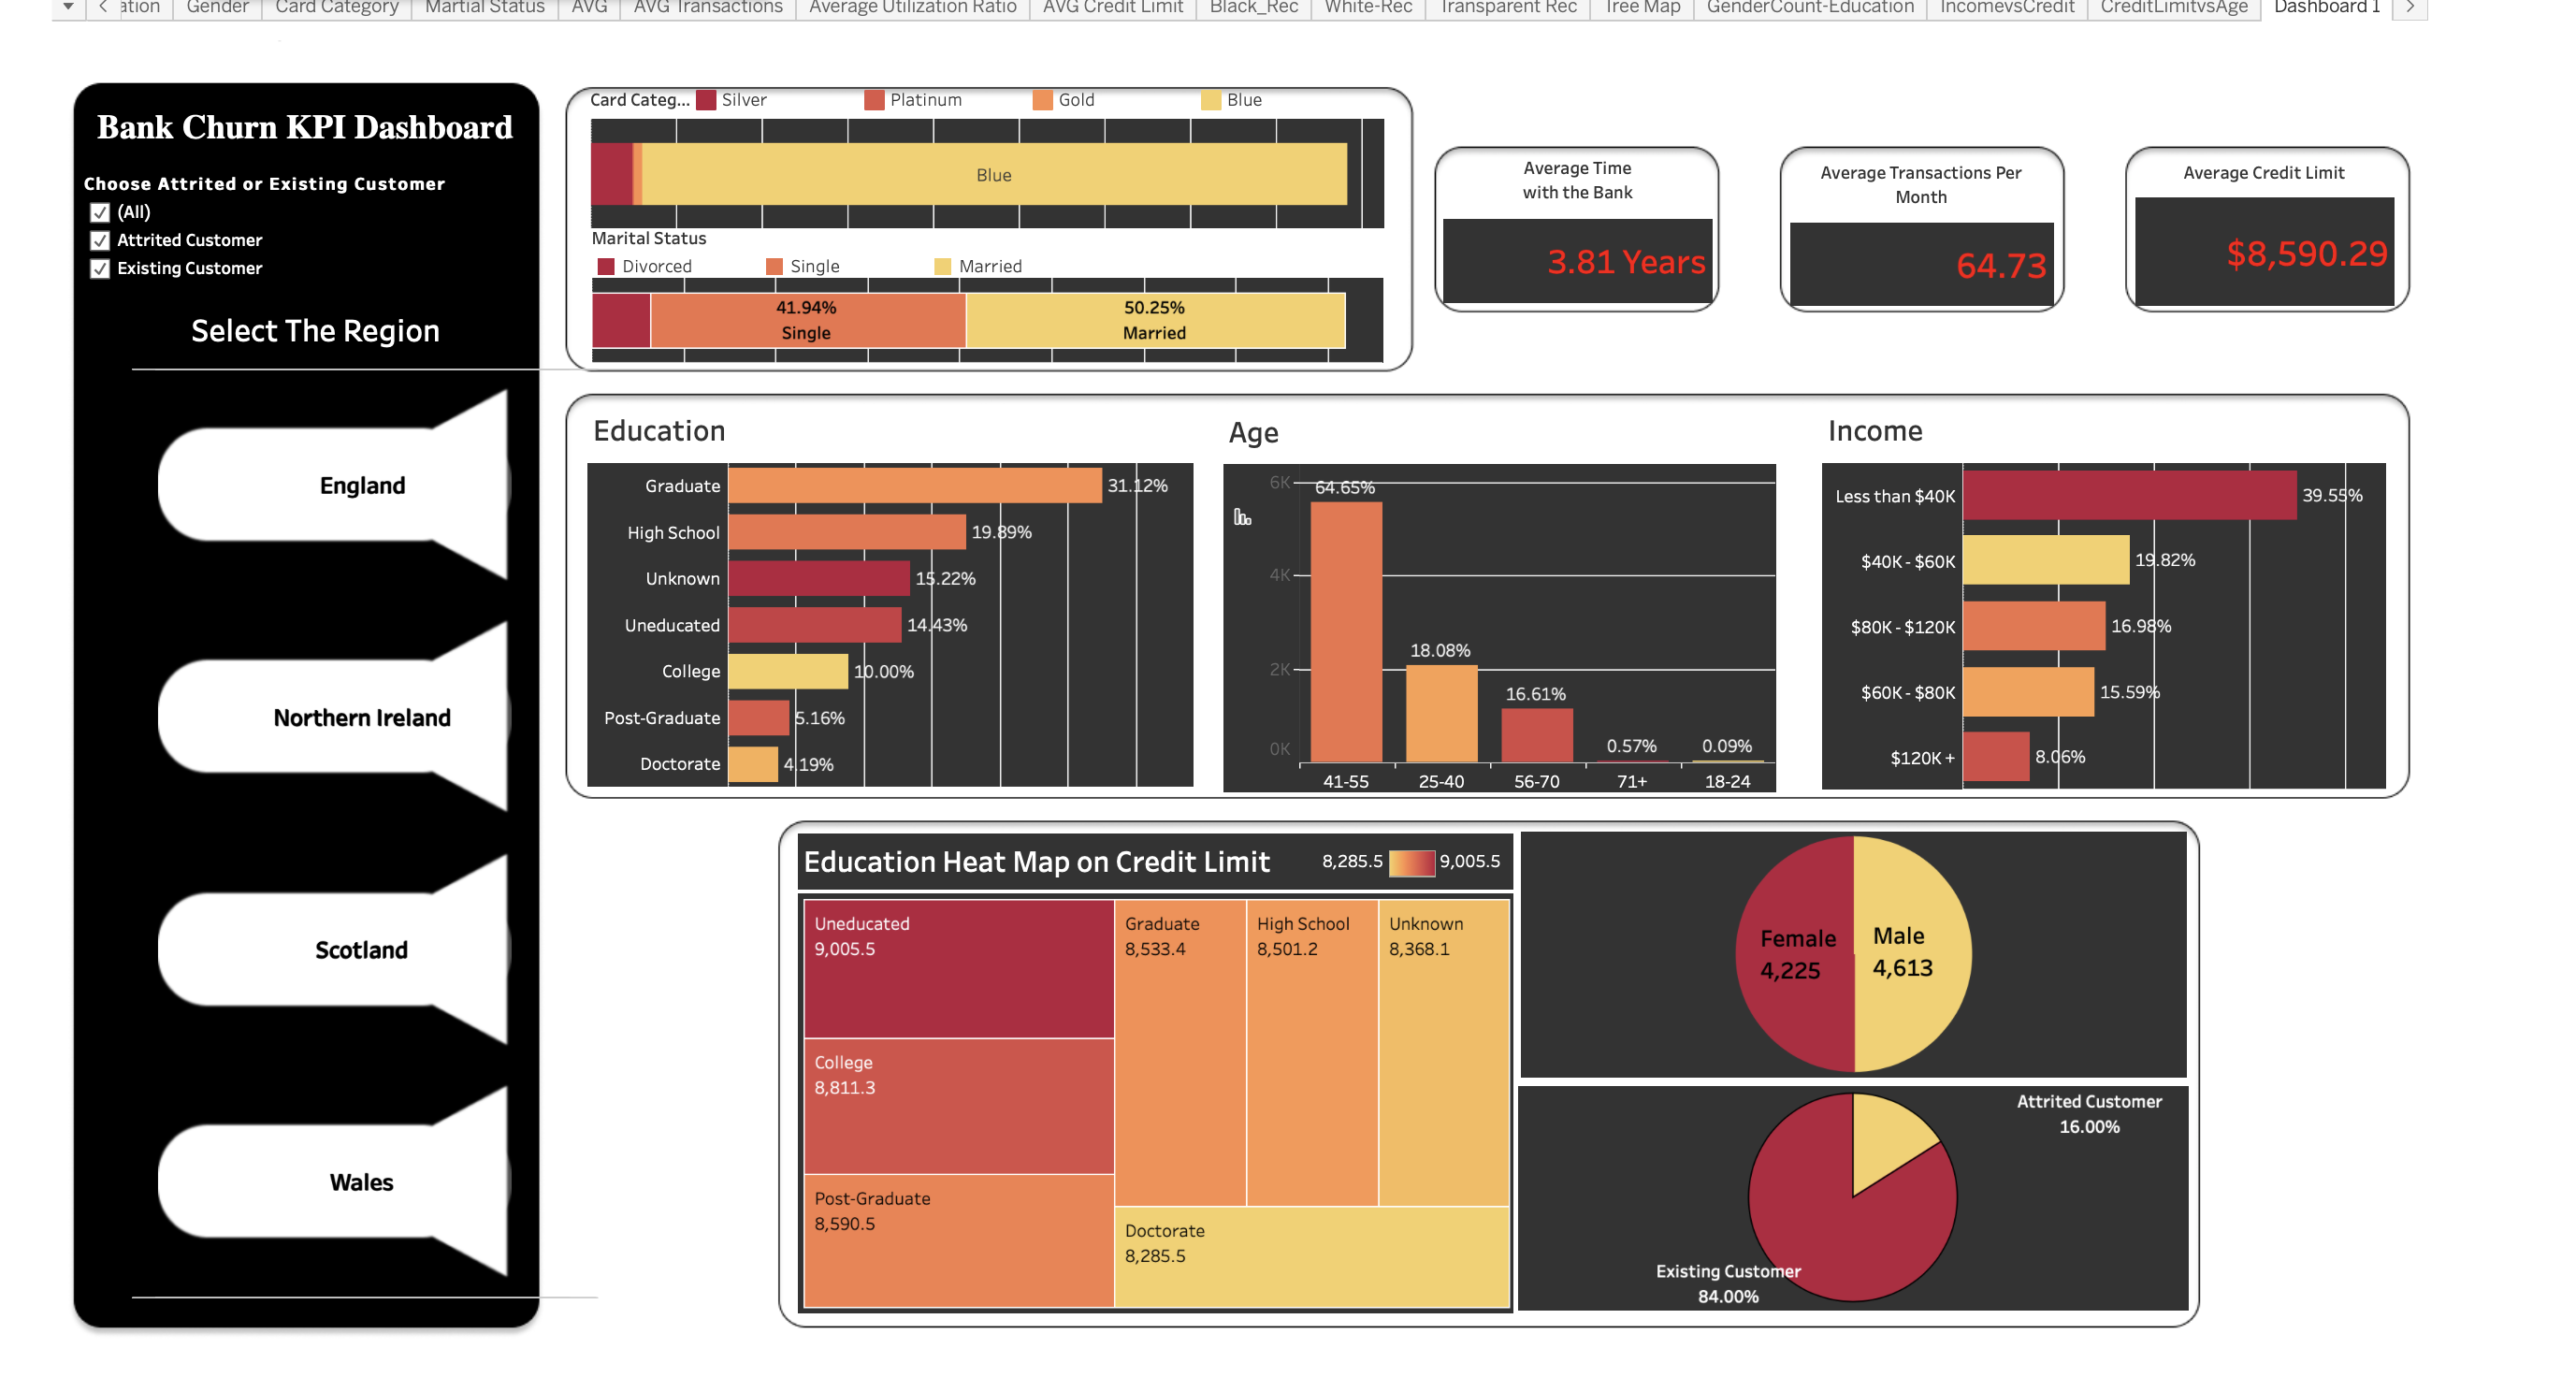 ation Gender Card Category Martial Status AVG AVG Transactions Average Utilization Ratio AVG Credit Limit Black_Rec White-Rec Transparent Rec Tree Map GenderCount-Education IncomevsCredit CreditLimitvsAge Dashboard 1
Bank Churn KPI Dashboard
Choose Attrited or Existing Customer
(All)
Attrited Customer
Existing Customer
Select The Region
England
Northern Ireland
Scotland
Wales
Card Categ... Silver Platinum Gold Blue
Blue
Marital Status
Divorced Single Married
41.94%
Single
50.25%
Married
Average Time
with the Bank
3.81 Years
Average Transactions Per
Month
64.73
Average Credit Limit
$8,590.29
Education
Graduate 31.12%
High School 19.89%
Unknown 15.22%
Uneducated 14.43%
College 10.00%
Post-Graduate 5.16%
Doctorate 4.19%
Age
6K
4K
2K
0K
64.65%
18.08%
16.61%
0.57%
0.09%
41-55 25-40 56-70 71+ 18-24
Income
Less than $40K 39.55%
$40K - $60K 19.82%
$80K - $120K 16.98%
$60K - $80K 15.59%
$120K + 8.06%
Education Heat Map on Credit Limit 8,285.5 9,005.5
Uneducated
9,005.5
College
8,811.3
Post-Graduate
8,590.5
Graduate
8,533.4
High School
8,501.2
Unknown
8,368.1
Doctorate
8,285.5
Female
4,225
Male
4,613
Attrited Customer
16.00%
Existing Customer
84.00%